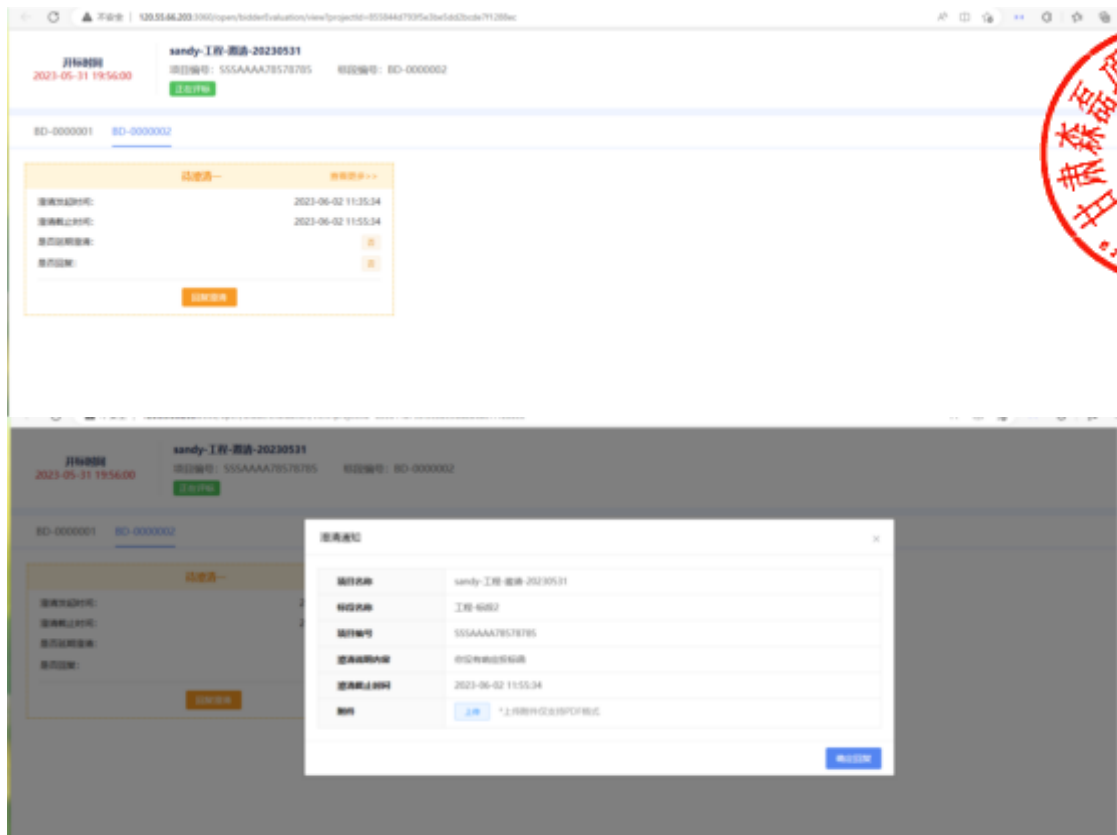 不安全 | 120.55.66.203:3060/open/bidderEvaluation/view?projectId=
开标时间
2023-05-31 19:56:00
sandy-工程-邀请-20230531
项目编号: SSSAAAA78578785 标段编号: BD-0000002
正在评标
BD-0000001 BD-0000002
待澄清一 查看更多>>
澄清发起时间: 2023-06-02 11:35:34
澄清截止时间: 2023-06-02 11:55:34
是否延期澄清: 否
是否回复: 否
回复澄清
甘肃森磊
开标时间
2023-05-31 19:56:00
sandy-工程-邀请-20230531
项目编号: SSSAAAA78578785 标段编号: BD-0000002
正在评标
BD-0000001 BD-0000002
待澄清一
澄清发起时间:
澄清截止时间:
是否延期澄清:
是否回复:
回复澄清
澄清通知
项目名称 sandy-工程-邀请-20230531
标段名称 工程-标段2
项目编号 SSSAAAA78578785
澄清说明内容 你没有响应投标函
澄清截止时间 2023-06-02 11:55:34
附件 上传 *上传附件仅支持PDF格式
确定回复